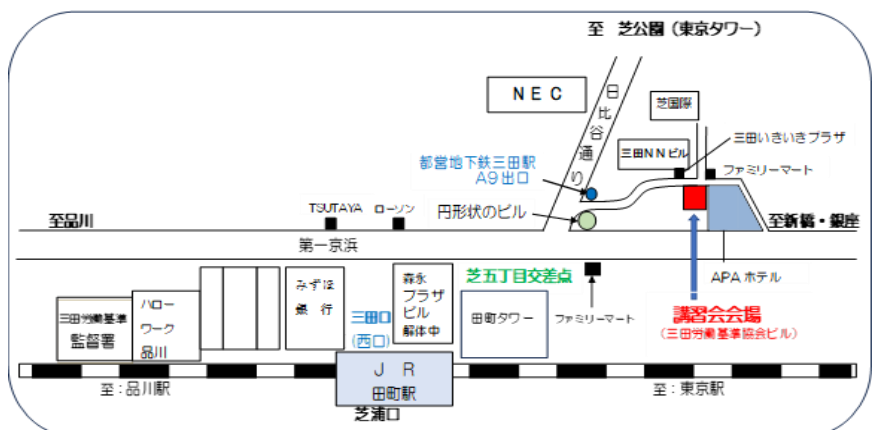 至　芝公園（東京タワー）
NEC
日比谷通り
芝国際
三田いきいきプラザ
三田NNビル
ファミリーマート
都営地下鉄三田駅
A9出口
TSUTAYA
ローソン
円形状のビル
至品川
至新橋・銀座
第一京浜
APAホテル
芝五丁目交差点
みずほ
銀行
森永
プラザ
ビル
解体中
三田口
(西口)
田町タワー
ファミリーマート
講習会会場
(三田労働基準協会ビル)
三田労働基準
監督署
ハロー
ワーク
品川
JR
田町駅
至：品川駅
至：東京駅
芝浦口